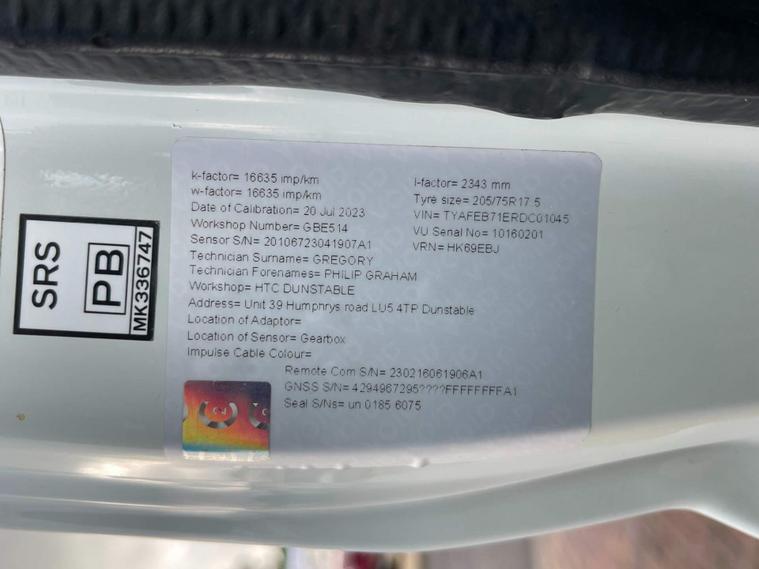 k-factor= 16635 imp/km
w-factor= 16635 imp/km
Date of Calibration= 20 Jul 2023
Workshop Number= GBE514
Sensor S/N= 20106723041907A1
Technician Surname= GREGORY
Technician Forenames= PHILIP GRAHAM
Workshop= HTC DUNSTABLE
Address= Unit 39 Humphrys road LU5 4TP Dunstable
Location of Adaptor=
Location of Sensor= Gearbox
Impulse Cable Colour=
l-factor= 2343 mm
Tyre size= 205/75R17.5
VIN= TYAFEB71ERDC01045
VU Serial No= 10160201
VRN= HK69EBJ
Remote Com S/N= 230216061906A1
GNSS S/N= 4294967295????FFFFFFFFA1
Seal S/Ns= un 0185 6075
SRS
PB
MK336747